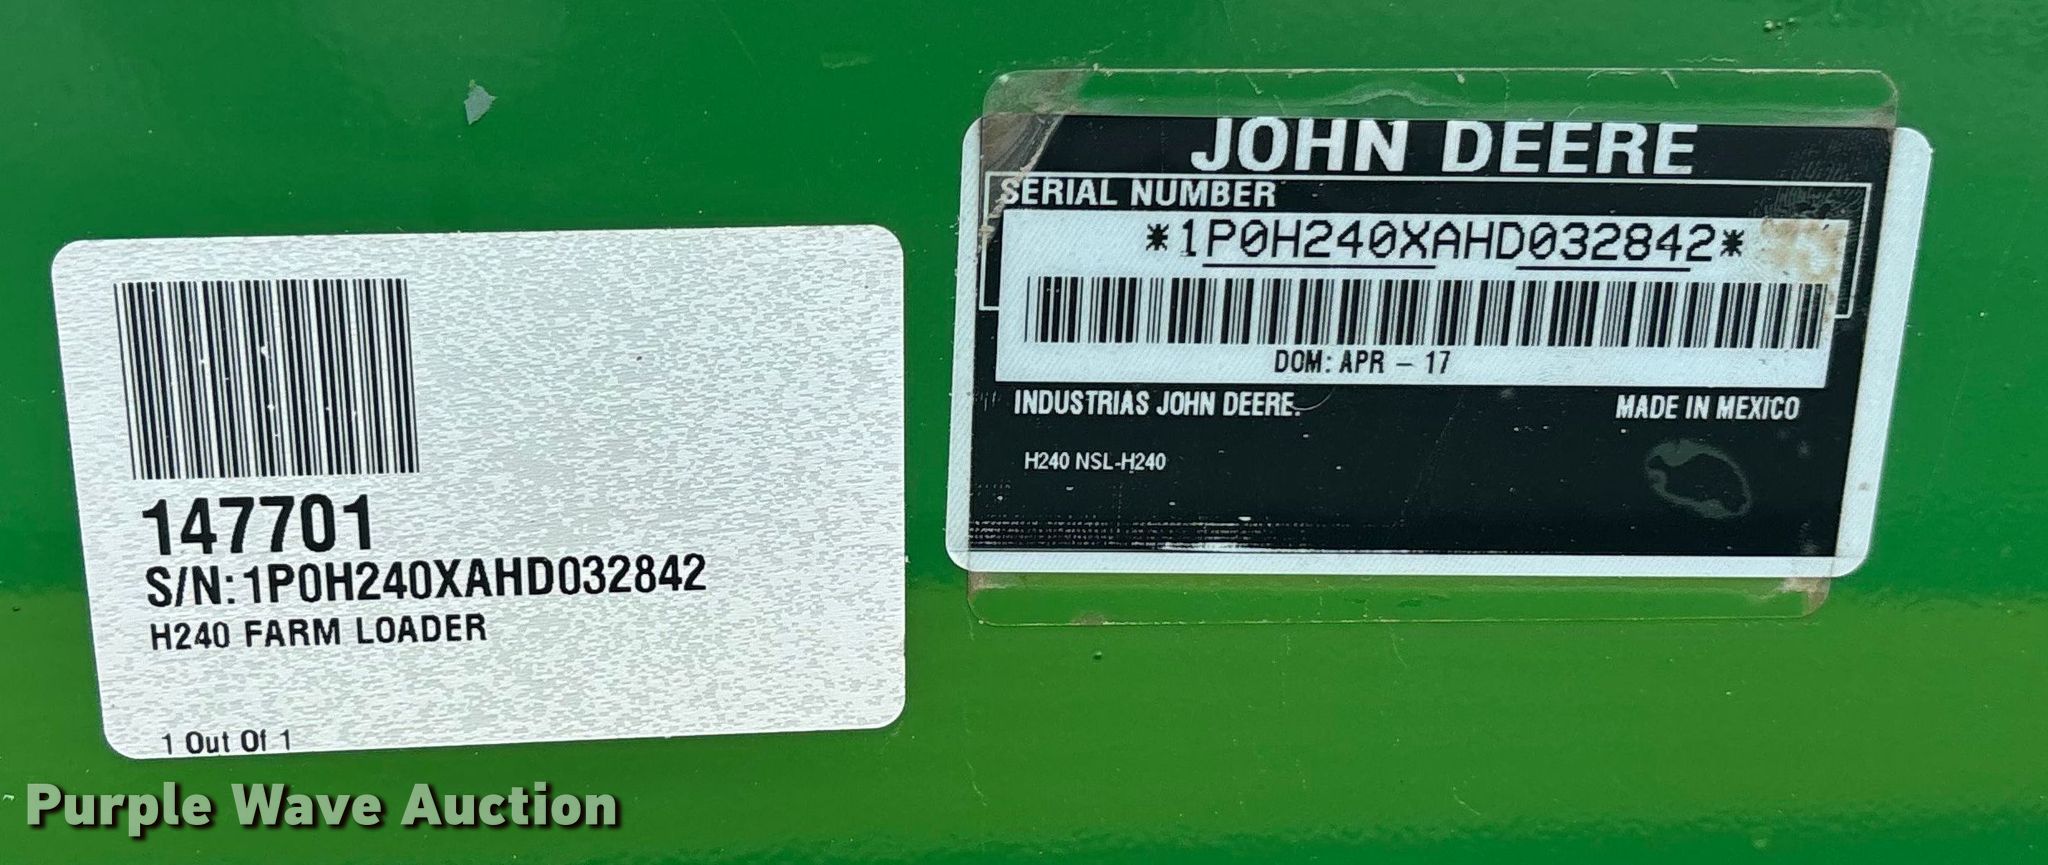 147701
S/N: 1P0H240XAHD032842
H240 FARM LOADER
1 Out Of 1
JOHN DEERE
SERIAL NUMBER
*1P0H240XAHD032842*
DOM: APR - 17
INDUSTRIAS JOHN DEERE.
MADE IN MEXICO
H240 NSL-H240
Purple Wave Auction